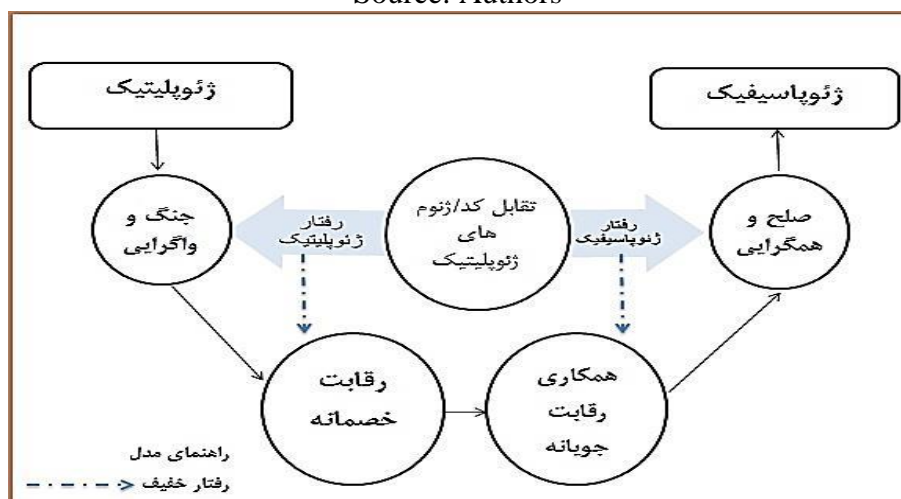 Source: Authors
ژئوپاسیفیک
ژئوپلیتیک
صلح و
همگرایی
رفتار
ژئوپاسیفیک
تقابل کد/ژنوم
های
ژئوپلیتیک
رفتار
ژئوپلیتیک
جنگ و
واگرایی
همکاری
رقابت
جویانه
رقابت
خصمانه
راهنمای مدل
رفتار خفیف